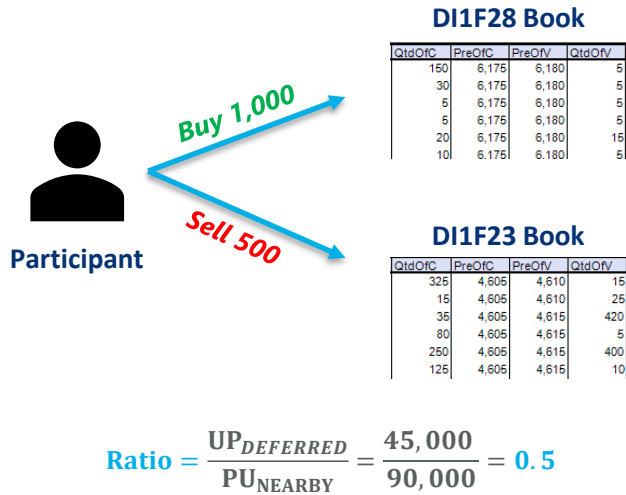 DI1F28 Book
QtdOfC PreOfC PreOfV QtdOfV
150 6,175 6,180 5
30 6,175 6,180 5
5 6,175 6,180 5
5 6,175 6,180 5
20 6,175 6,180 15
10 6.175 6.180 5
Buy 1,000
Sell 500
Participant
DI1F23 Book
QtdOfC PreOfC PreOfV QtdOfV
325 4,605 4,610 15
15 4,605 4,610 25
35 4,605 4,615 420
80 4,605 4,615 5
250 4,605 4,615 400
125 4,605 4,615 10
Ratio = UP_DEFERRED / PU_NEARBY = 45,000 / 90,000 = 0.5